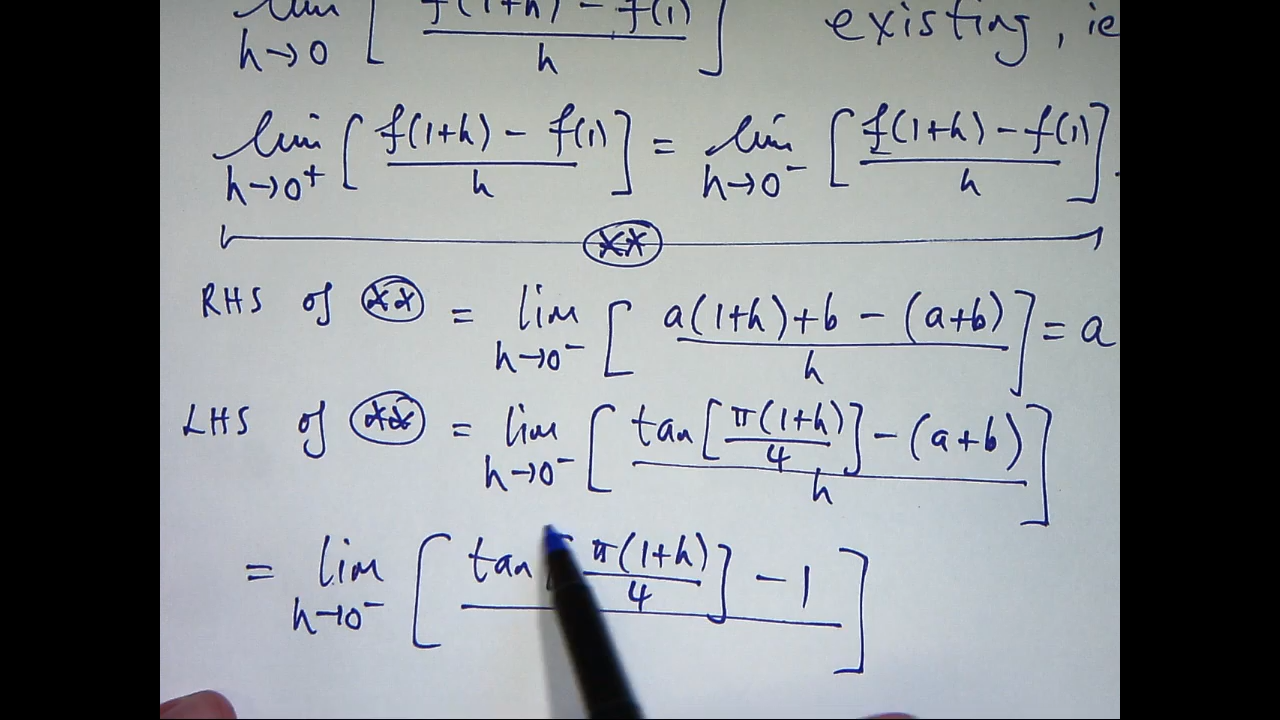 lim h→0 [ f(1+h) - f(1) / h ] existing, ie
lim h→0⁺ [ f(1+h) - f(1) / h ] = lim h→0⁻ [ f(1+h) - f(1) / h ].
**
RHS of ** = lim h→0⁻ [ a(1+h)+b - (a+b) / h ] = a
LHS of ** = lim h→0⁻ [ tan[ π(1+h) / 4 ] - (a+b) / h ]
= lim h→0⁻ [ tan[ π(1+h) / 4 ] - 1 ]